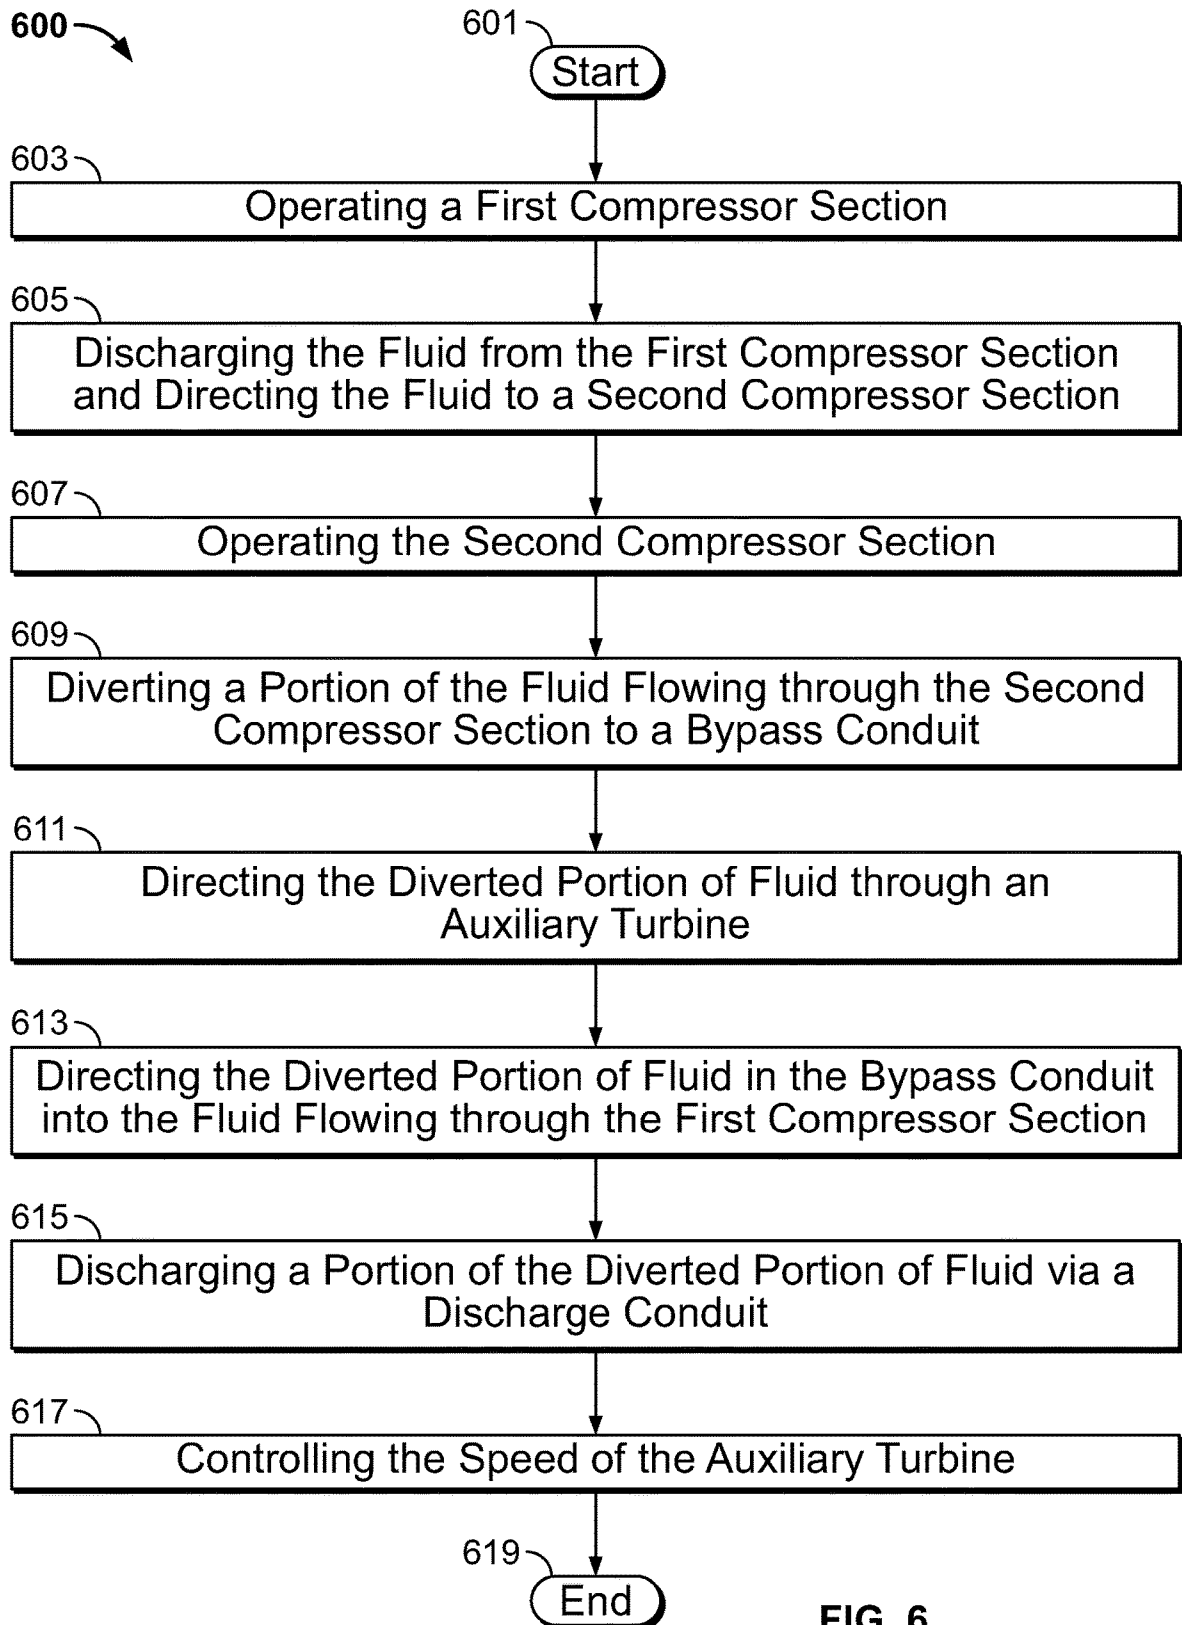 600
601
Start
603
Operating a First Compressor Section
605
Discharging the Fluid from the First Compressor Section
and Directing the Fluid to a Second Compressor Section
607
Operating the Second Compressor Section
609
Diverting a Portion of the Fluid Flowing through the Second
Compressor Section to a Bypass Conduit
611
Directing the Diverted Portion of Fluid through an
Auxiliary Turbine
613
Directing the Diverted Portion of Fluid in the Bypass Conduit
into the Fluid Flowing through the First Compressor Section
615
Discharging a Portion of the Diverted Portion of Fluid via a
Discharge Conduit
617
Controlling the Speed of the Auxiliary Turbine
619
End
FIG. 6